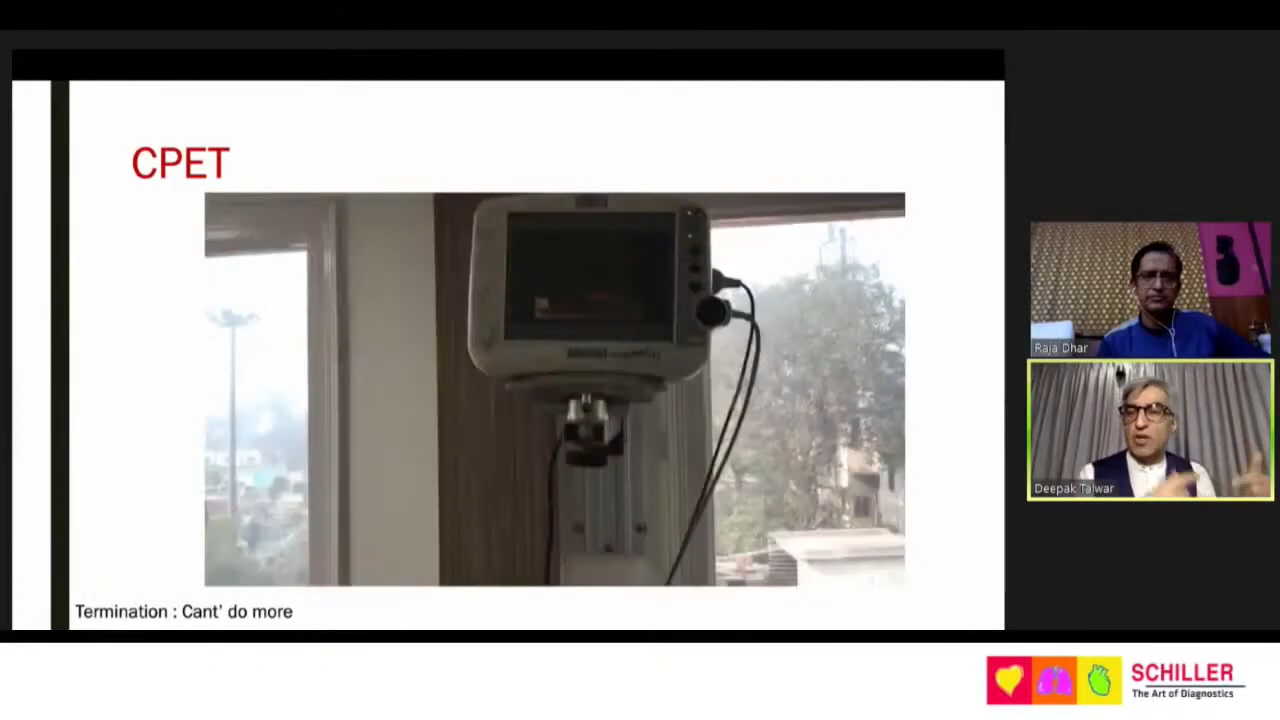 CPET
Termination : Cant' do more
Raja Dhar
Deepak Talwar
SCHILLER
The Art of Diagnostics